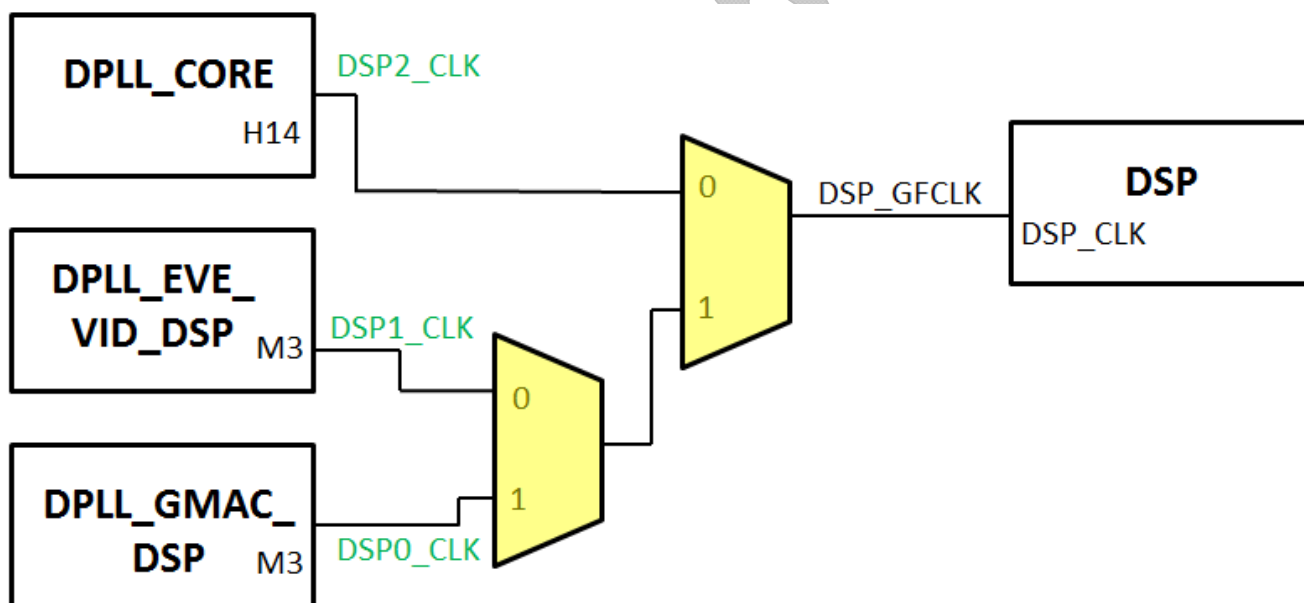 DPLL_CORE
H14
DSP2_CLK
DPLL_EVE_
VID_DSP
M3
DSP1_CLK
DPLL_GMAC_
DSP
M3
DSP0_CLK
0
1
0
1
DSP_GFCLK
DSP
DSP_CLK